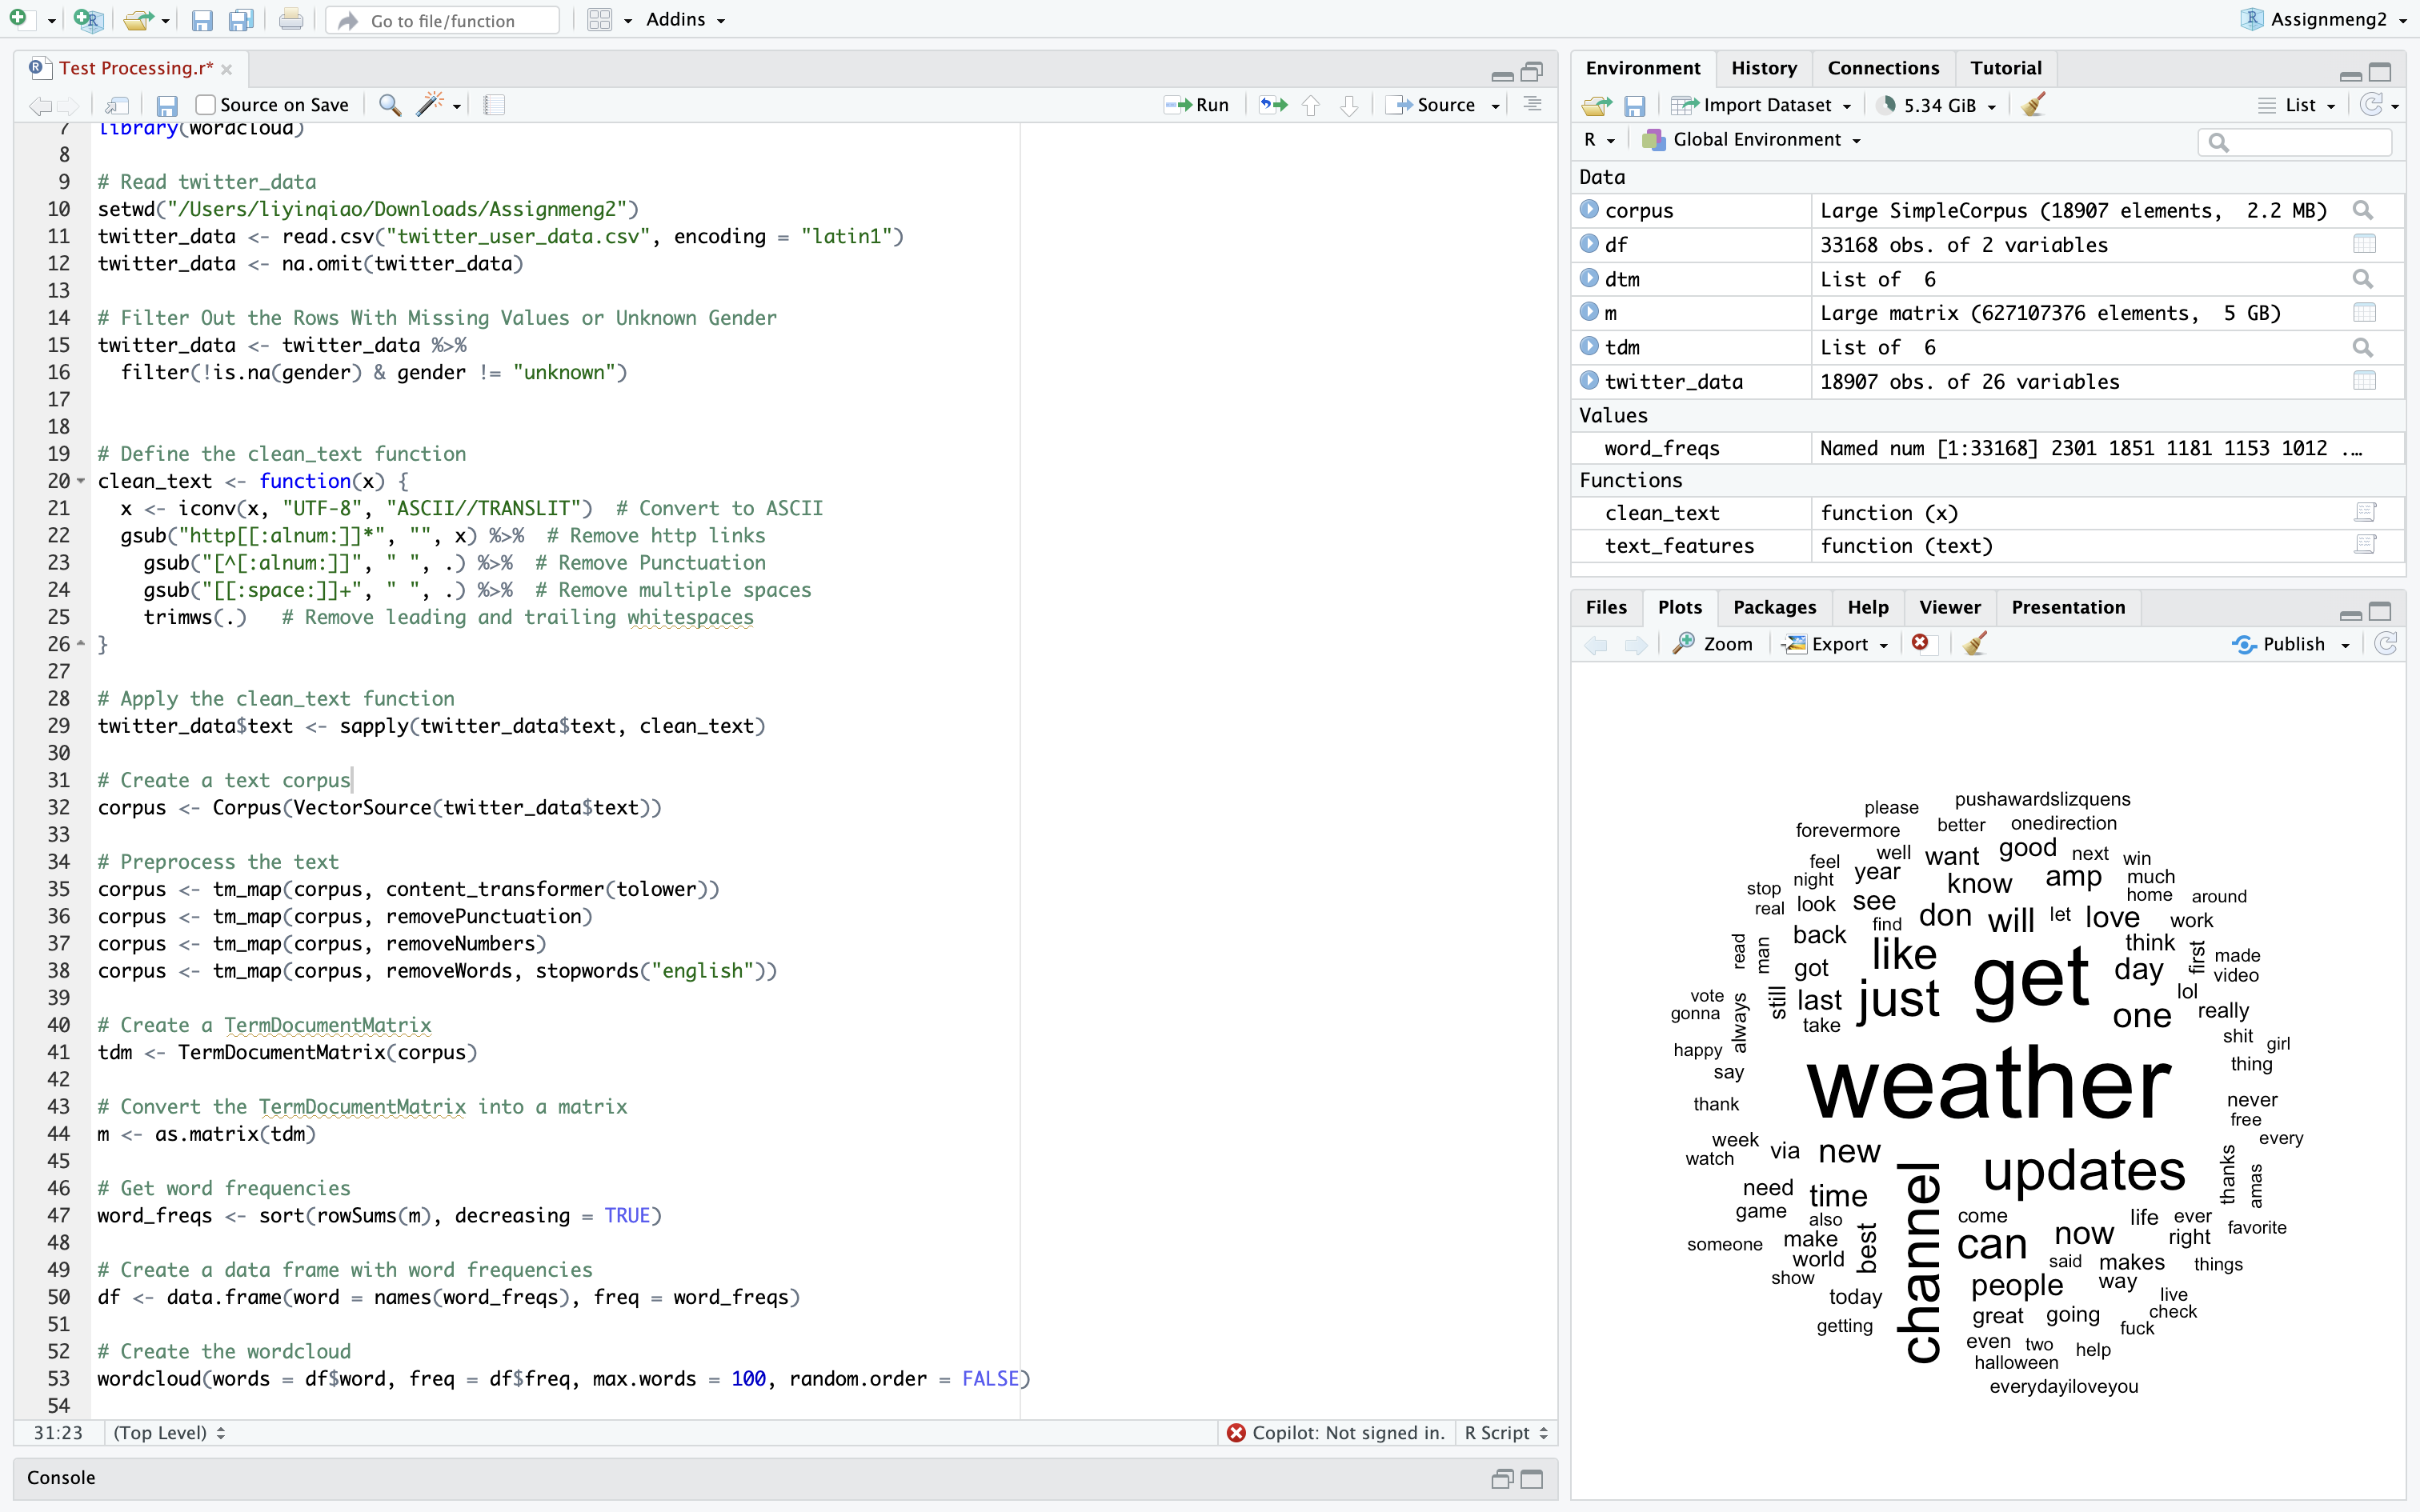 Go to file/function
Addins
Assignmeng2
Test Processing.r*
Source on Save
Run
Source
7 library(wordcloud)
8
9 # Read twitter_data
10 setwd("/Users/liyinqiao/Downloads/Assignmeng2")
11 twitter_data <- read.csv("twitter_user_data.csv", encoding = "latin1")
12 twitter_data <- na.omit(twitter_data)
13
14 # Filter Out the Rows With Missing Values or Unknown Gender
15 twitter_data <- twitter_data %>%
16 filter(!is.na(gender) & gender != "unknown")
17
18
19 # Define the clean_text function
20 clean_text <- function(x) {
21 x <- iconv(x, "UTF-8", "ASCII//TRANSLIT") # Convert to ASCII
22 gsub("http[[:alnum:]]*", "", x) %>% # Remove http links
23 gsub("[^[:alnum:]]", " ", .) %>% # Remove Punctuation
24 gsub("[[:space:]]+", " ", .) %>% # Remove multiple spaces
25 trimws(.) # Remove leading and trailing whitespaces
26 }
27
28 # Apply the clean_text function
29 twitter_data$text <- sapply(twitter_data$text, clean_text)
30
31 # Create a text corpus
32 corpus <- Corpus(VectorSource(twitter_data$text))
33
34 # Preprocess the text
35 corpus <- tm_map(corpus, content_transformer(tolower))
36 corpus <- tm_map(corpus, removePunctuation)
37 corpus <- tm_map(corpus, removeNumbers)
38 corpus <- tm_map(corpus, removeWords, stopwords("english"))
39
40 # Create a TermDocumentMatrix
41 tdm <- TermDocumentMatrix(corpus)
42
43 # Convert the TermDocumentMatrix into a matrix
44 m <- as.matrix(tdm)
45
46 # Get word frequencies
47 word_freqs <- sort(rowSums(m), decreasing = TRUE)
48
49 # Create a data frame with word frequencies
50 df <- data.frame(word = names(word_freqs), freq = word_freqs)
51
52 # Create the wordcloud
53 wordcloud(words = df$word, freq = df$freq, max.words = 100, random.order = FALSE)
54
31:23 (Top Level)
Copilot: Not signed in. R Script
Console
Environment History Connections Tutorial
Import Dataset 5.34 GiB List
R Global Environment
Data
corpus Large SimpleCorpus (18907 elements, 2.2 MB)
df 33168 obs. of 2 variables
dtm List of 6
m Large matrix (627107376 elements, 5 GB)
tdm List of 6
twitter_data 18907 obs. of 26 variables
Values
word_freqs Named num [1:33168] 2301 1851 1181 1153 1012 ...
Functions
clean_text function (x)
text_features function (text)
Files Plots Packages Help Viewer Presentation
Zoom Export Publish
please pushawardslizquens
forevermore better onedirection
feel well want good next win
night year know amp much
stop home around
real look see don will let love work
find
read man back like get think first made
got day video
vote still last just lol
gonna always take one really
happy shit girl
say weather thing
thank never
free
week via new every
watch channel updates thanks amas
need time
game also come life ever favorite
someone make best can now right
world said makes things
show people way
today live
great going check
getting fuck
even two help
halloween
everydayiloveyou